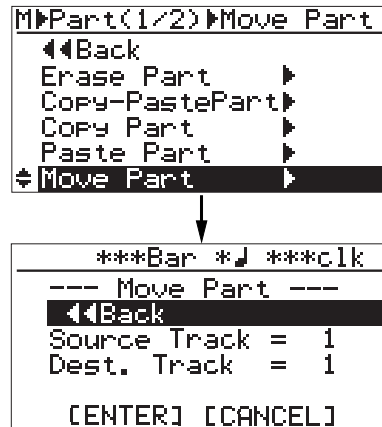 M▶Part(1/2)▶Move Part
◀◀Back
Erase Part ▶
Copy-PastePart▶
Copy Part ▶
Paste Part ▶
Move Part ▶
***Bar *♩ ***clk
--- Move Part ---
◀◀Back
Source Track = 1
Dest. Track = 1
[ENTER] [CANCEL]